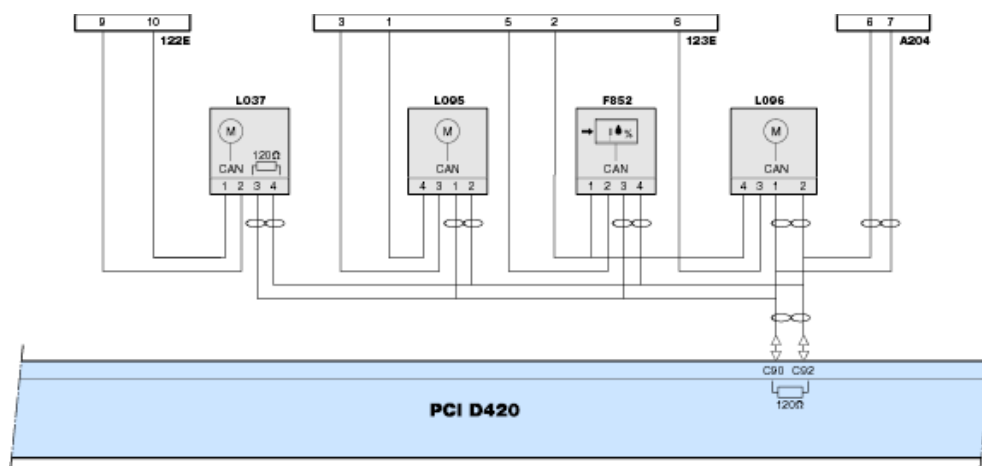 9 10 3 1 5 2 6 6 7
122E 123E A204
L037 L095 F852 L096
M M % M
120Ω
CAN CAN CAN CAN
1 2 3 4 4 3 1 2 1 2 3 4 4 3 1 2
C90 C92
120Ω
PCI D420